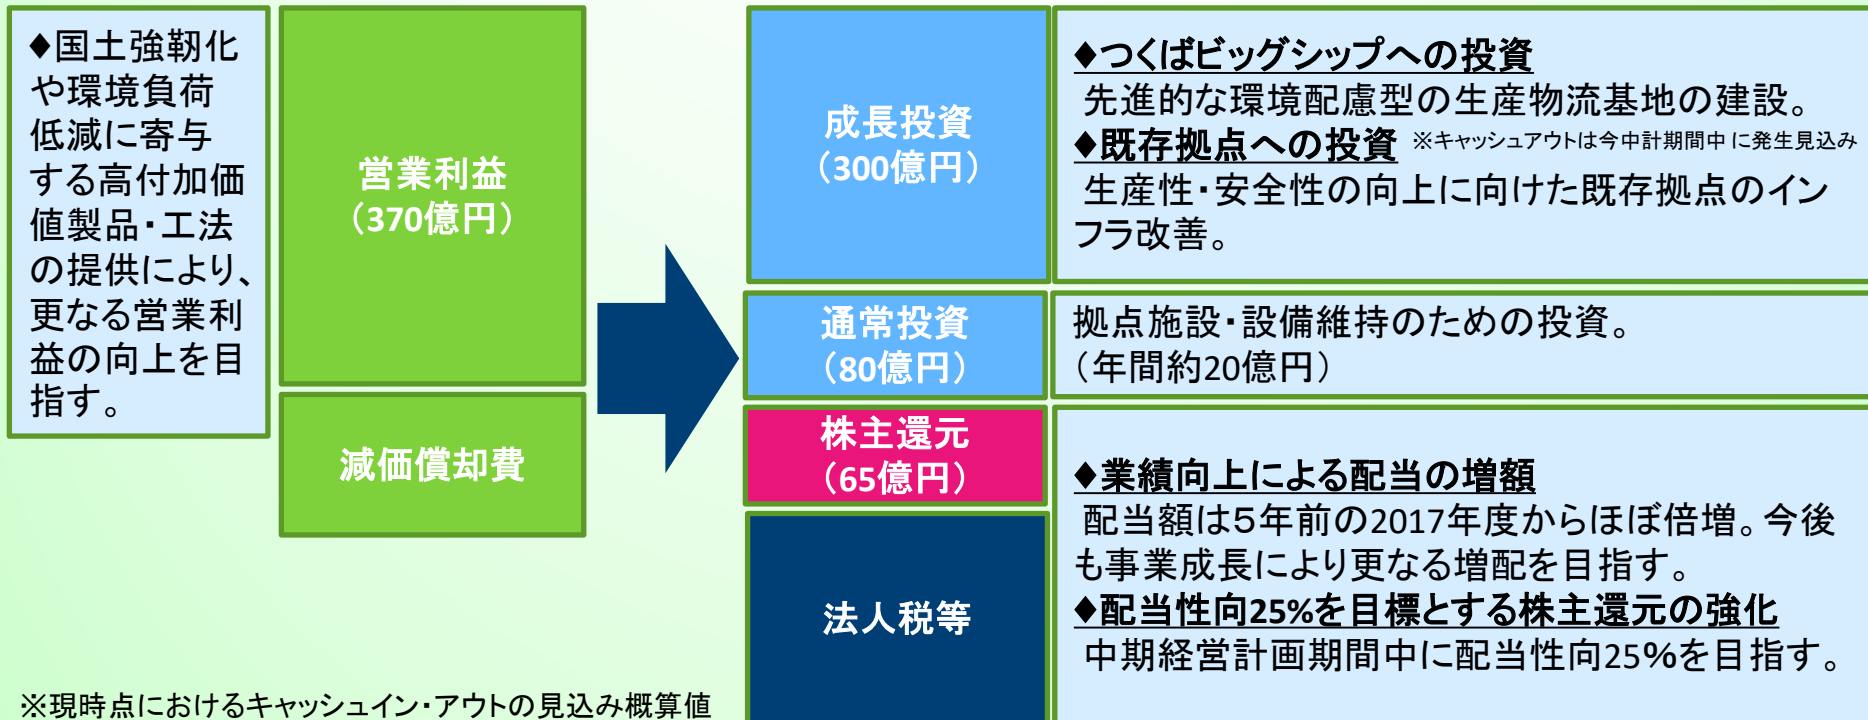 ♦国土強靭化
や環境負荷
低減に寄与
する高付加価
値製品・工法
の提供により、
更なる営業利
益の向上を目
指す。
営業利益
（370億円）
減価償却費
成長投資
（300億円）
♦つくばビッグシップへの投資
先進的な環境配慮型の生産物流基地の建設。
♦既存拠点への投資 ※キャッシュアウトは今中計期間中に発生見込み
生産性・安全性の向上に向けた既存拠点のイン
フラ改善。
通常投資
（80億円）
拠点施設・設備維持のための投資。
（年間約20億円）
株主還元
（65億円）
法人税等
♦業績向上による配当の増額
配当額は５年前の2017年度からほぼ倍増。今後
も事業成長により更なる増配を目指す。
♦配当性向25%を目標とする株主還元の強化
中期経営計画期間中に配当性向25％を目指す。
※現時点におけるキャッシュイン・アウトの見込み概算値